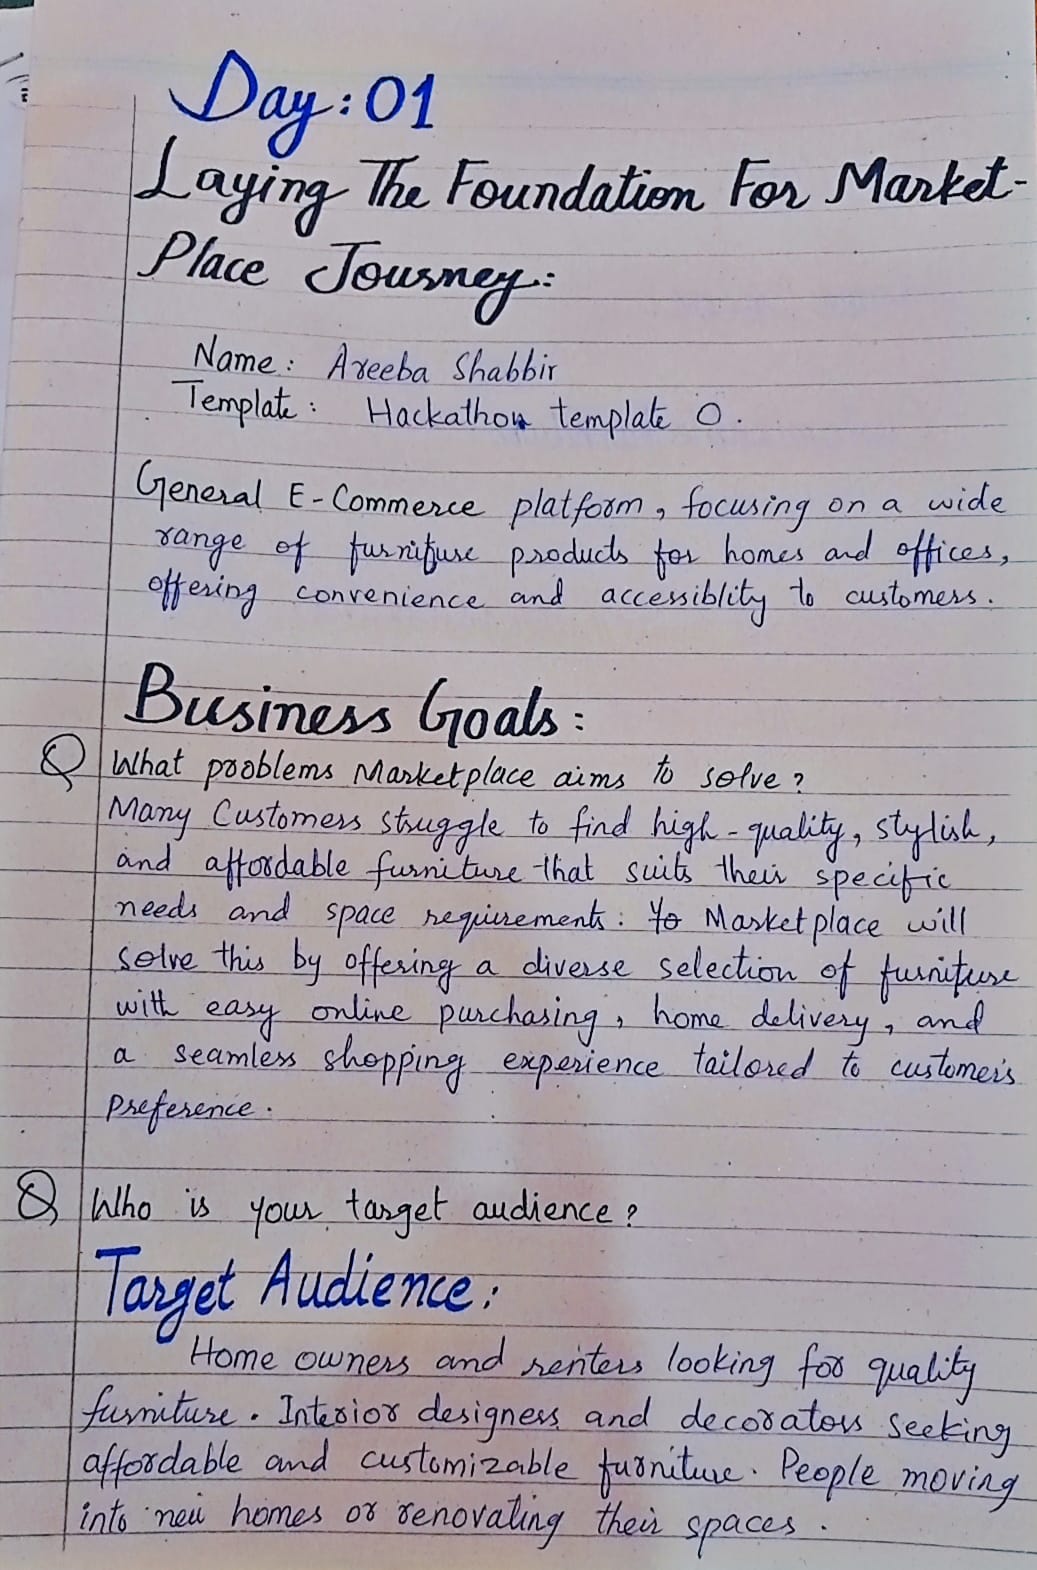 Day: 01
Laying The Foundation For Market-
Place Journey:
Name: Areeba Shabbir
Template: Hackathon template 0.
General E-Commerce platform, focusing on a wide
range of furniture products for homes and offices,
offering convenience and accessiblity to customers.
Business Goals:
Q What problems Marketplace aims to solve?
Many Customers struggle to find high-quality, stylish,
and affordable furniture that suits their specific
needs and space requirements: Marketplace will
solve this by offering a diverse selection of furniture
with easy online purchasing, home delivery, and
a seamless shopping experience tailored to customers
preference.
Q Who is your target audience?
Target Audience:
Home owners and renters looking for quality
furniture. Interior designess and decorators seeking
affordable and customizable furniture. People moving
into new homes or renovating their spaces.